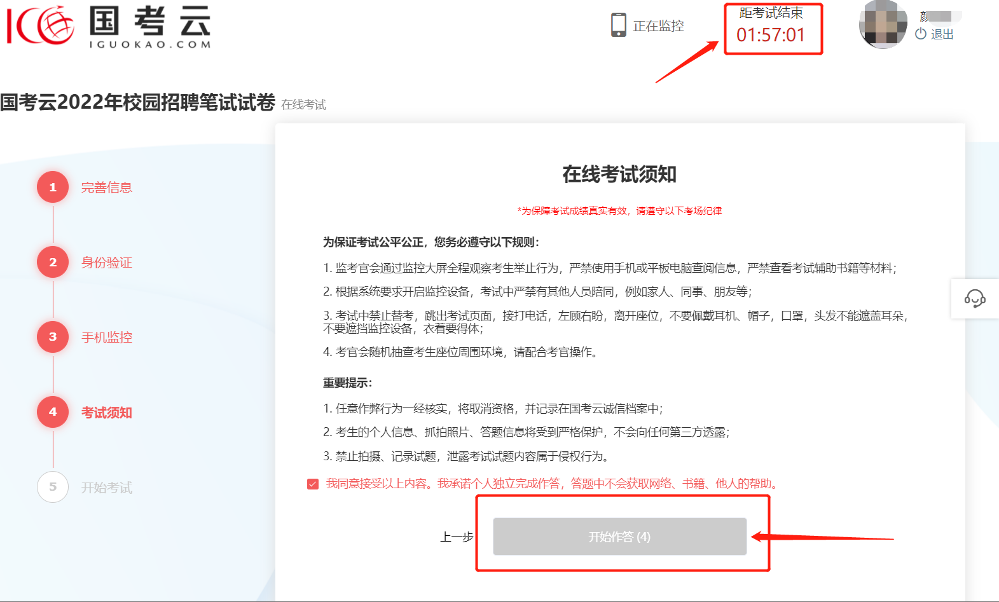 国考云
IGUOKAO.COM
正在监控
距考试结束
01:57:01
颜
退出
国考云2022年校园招聘笔试试卷 在线考试
1 完善信息
2 身份验证
3 手机监控
4 考试须知
5 开始考试
在线考试须知
*为保障考试成绩真实有效，请遵守以下考场纪律
为保证考试公平公正，您务必遵守以下规则：
1. 监考官会通过监控大屏全程观察考生举止行为，严禁使用手机或平板电脑查阅信息，严禁查看考试辅助书籍等材料；
2. 根据系统要求开启监控设备，考试中严禁有其他人员陪同，例如家人、同事、朋友等；
3. 考试中禁止替考，跳出考试页面，接打电话，左顾右盼，离开座位，不要佩戴耳机、帽子，口罩，头发不能遮盖耳朵，
不要遮挡监控设备，衣着要得体；
4. 考官会随机抽查考生座位周围环境，请配合考官操作。
重要提示：
1. 任意作弊行为一经核实，将取消资格，并记录在国考云诚信档案中；
2. 考生的个人信息、抓拍照片、答题信息将受到严格保护，不会向任何第三方透露；
3. 禁止拍摄、记录试题，泄露考试试题内容属于侵权行为。
我同意接受以上内容。我承诺个人独立完成作答，答题中不会获取网络、书籍、他人的帮助。
上一步
开始作答 (4)